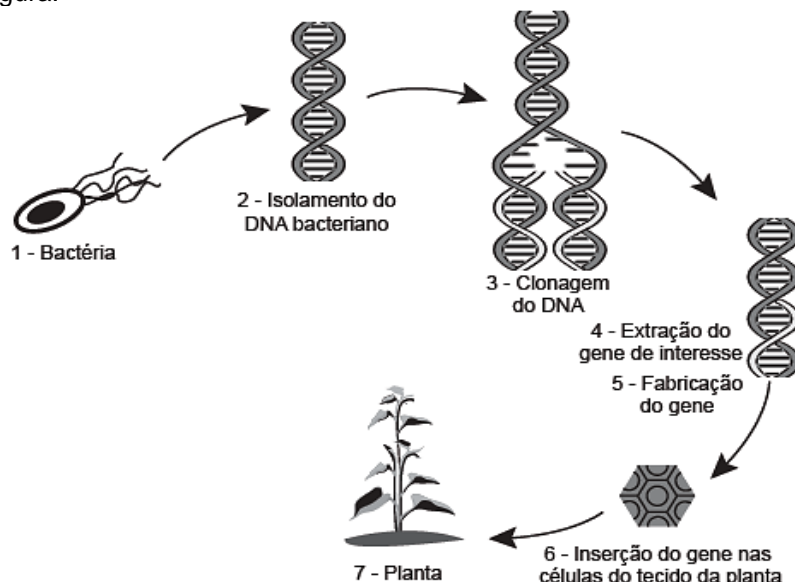 1 - Bactéria
2 - Isolamento do
DNA bacteriano
3 - Clonagem
do DNA
4 - Extração do
gene de interesse
5 - Fabricação
do gene
6 - Inserção do gene nas
células do tecido da planta
7 - Planta